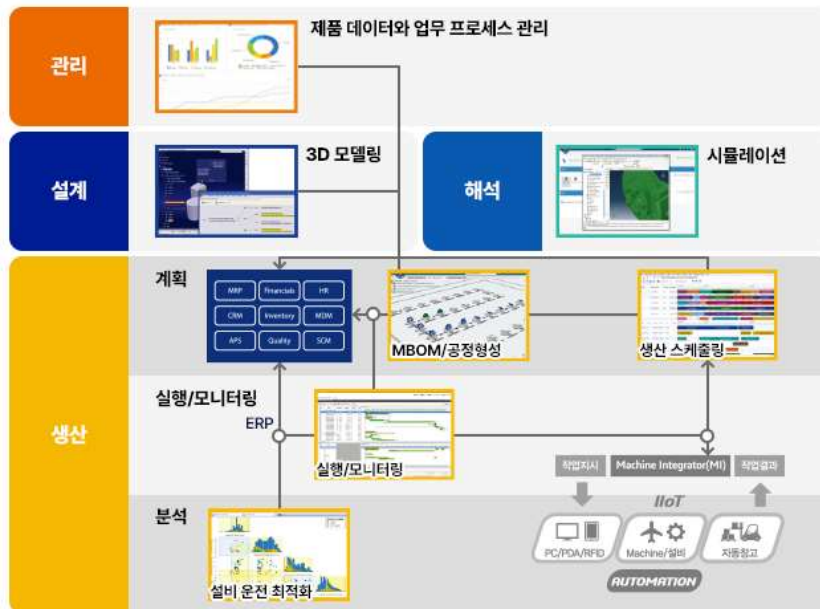 관리
제품 데이터와 업무 프로세스 관리
설계
3D 모델링
해석
시뮬레이션
생산
계획
MRP
Financials
HR
CRM
Inventory
MDM
APS
Quality
SCM
MBOM/공정형성
생산 스케줄링
실행/모니터링
ERP
실행/모니터링
작업지시
Machine Integrator(MI)
작업결과
IIoT
PC/PDA/RFID
Machine/설비
자동창고
AUTOMATION
분석
설비 운전 최적화